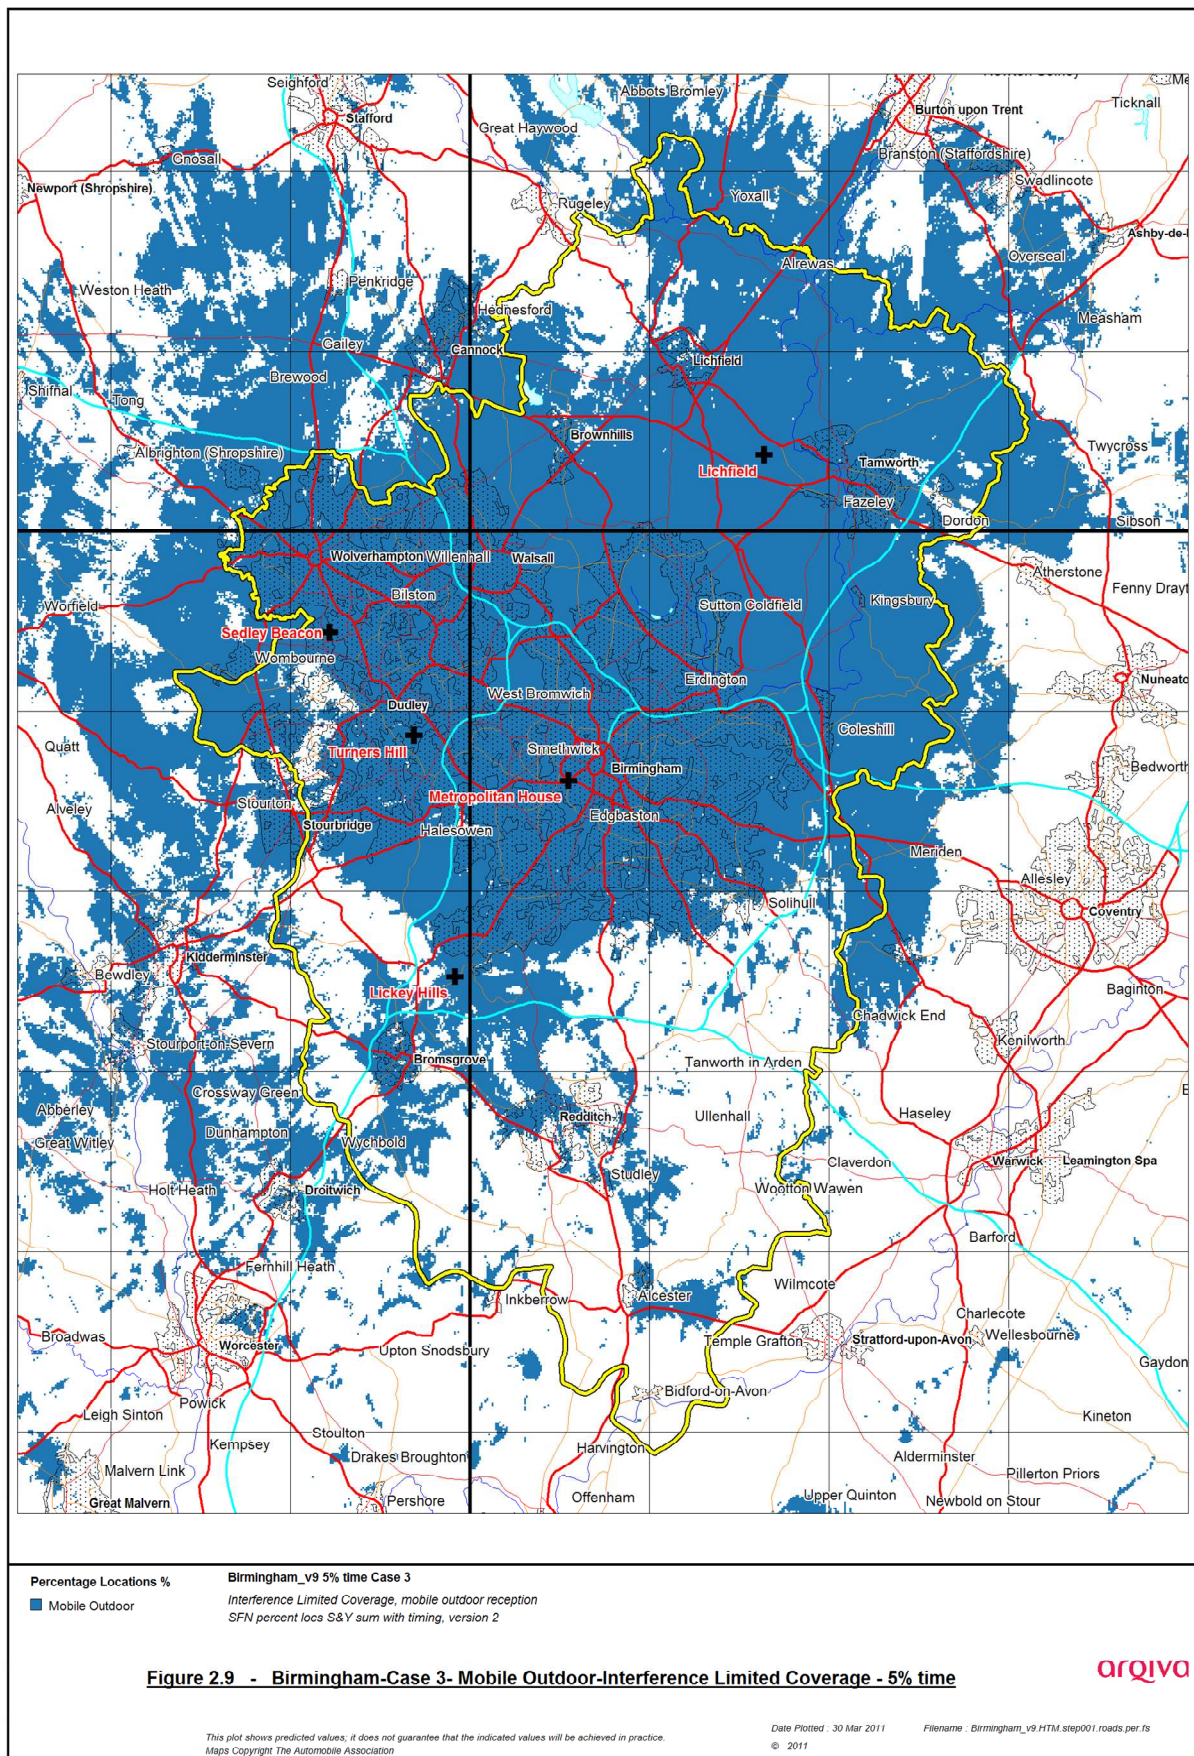 Seighford
Stafford
Abbots Bromley
Great Haywood
Burton upon Trent
Ticknall
Gnosall
Branston (Staffordshire)
Newport (Shropshire)
Swadlincote
Rugeley
Yoxall
Ashby-de-l
Overseal
Alrewas
Weston Heath
Penkridge
Hednesford
Measham
Gailey
Cannock
Lichfield
Brewood
Shifnal
Tong
Brownhills
Twycross
Albrighton (Shropshire)
Lichfield
Tamworth
Fazeley
Dordon
Sibson
Wolverhampton
Willenhall
Walsall
Atherstone
Fenny Drayt
Bilston
Worfield
Sutton Coldfield
Kingsbury
Sedley Beacon
Wombourne
Erdington
Nuneato
West Bromwich
Dudley
Coleshill
Quatt
Turners Hill
Smethwick
Birmingham
Bedworth
Metropolitan House
Alveley
Stourton
Edgbaston
Stourbridge
Halesowen
Meriden
Allesley
Solihull
Coventry
Kidderminster
Bewdley
Lickey Hills
Baginton
Chadwick End
Stourport-on-Severn
Kenilworth
Bromsgrove
Tanworth in Arden
Crossway Green
Abberley
Redditch
Ullenhall
Haseley
Great Witley
Dunhampton
Wychbold
Claverdon
Warwick
Leamington Spa
Studley
Holt Heath
Droitwich
Wootton Wawen
Barford
Fernhill Heath
Wilmcote
Inkberrow
Alcester
Charlecote
Broadwas
Worcester
Upton Snodsbury
Temple Grafton
Stratford-upon-Avon
Wellesbourne
Gaydon
Powick
Bidford-on-Avon
Leigh Sinton
Kineton
Kempsey
Stoulton
Drakes Broughton
Harvington
Alderminster
Malvern Link
Pillerton Priors
Great Malvern
Pershore
Offenham
Upper Quinton
Newbold on Stour
Percentage Locations %
Mobile Outdoor
Birmingham_v9 5% time Case 3
Interference Limited Coverage, mobile outdoor reception
SFN percent locs S&Y sum with timing, version 2
Figure 2.9 - Birmingham-Case 3- Mobile Outdoor-Interference Limited Coverage - 5% time
arqiva
This plot shows predicted values; it does not guarantee that the indicated values will be achieved in practice.
Maps Copyright The Automobile Association
Date Plotted : 30 Mar 2011
Filename : Birmingham_v9.HTM.step001.roads.per.fs
© 2011